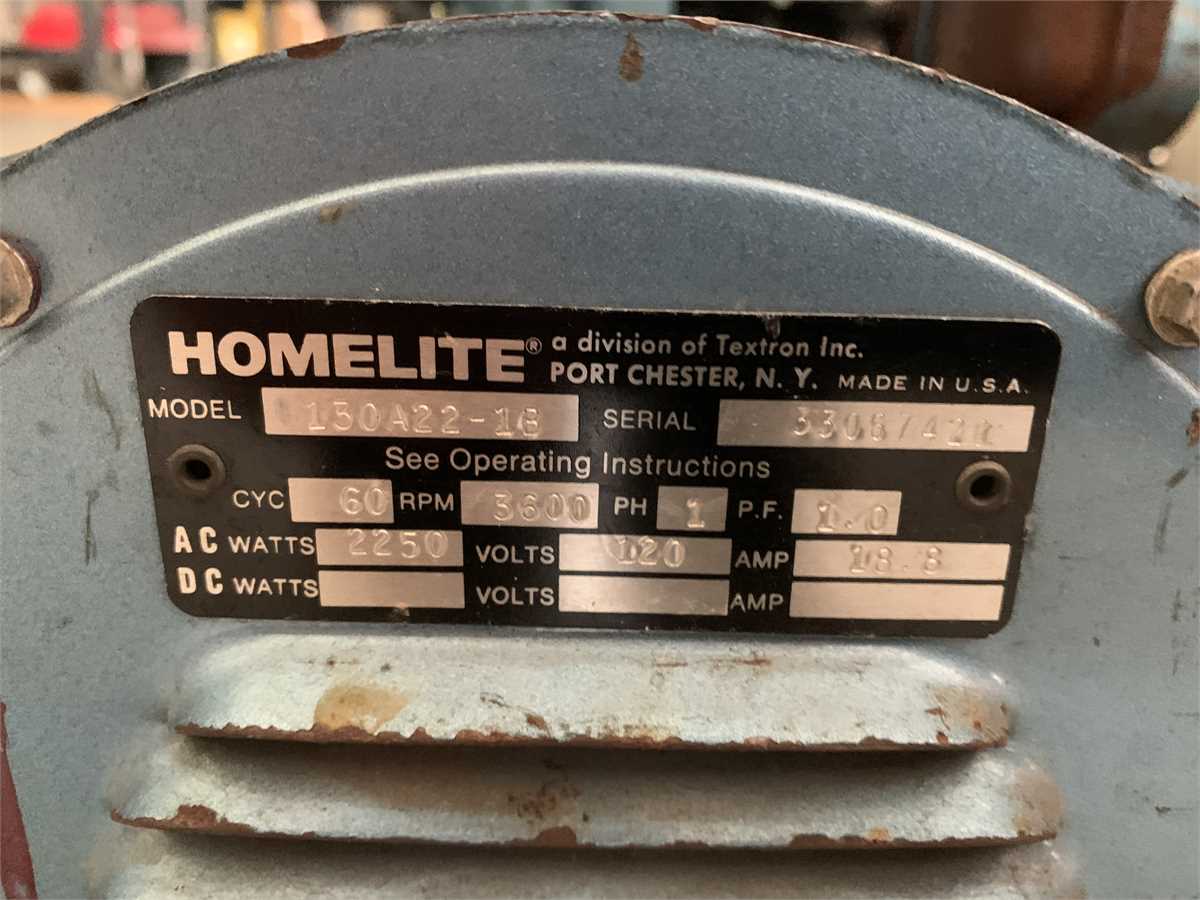 HOMELITE® a division of Textron Inc.
PORT CHESTER, N. Y. MADE IN U.S.A.
MODEL 150A22-1B SERIAL
See Operating Instructions
CYC 60 RPM 3600 PH 1 P.F. 1.0
AC WATTS 2250 VOLTS 120 AMP 18.8
DC WATTS VOLTS AMP